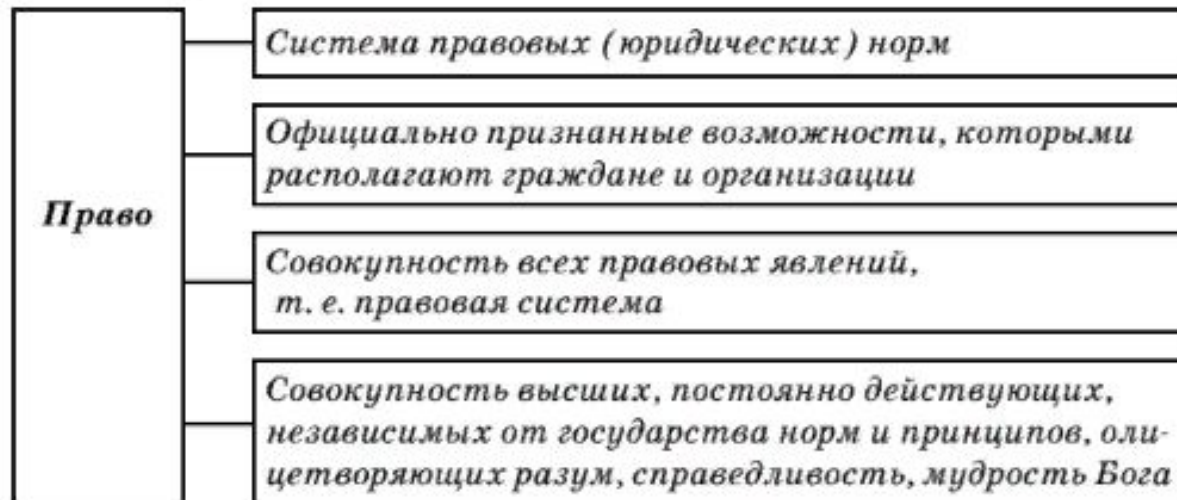 Право
Система правовых (юридических) норм
Официально признанные возможности, которыми
располагают граждане и организации
Совокупность всех правовых явлений,
т. е. правовая система
Совокупность высших, постоянно действующих,
независимых от государства норм и принципов, оли-
цетворяющих разум, справедливость, мудрость Бога